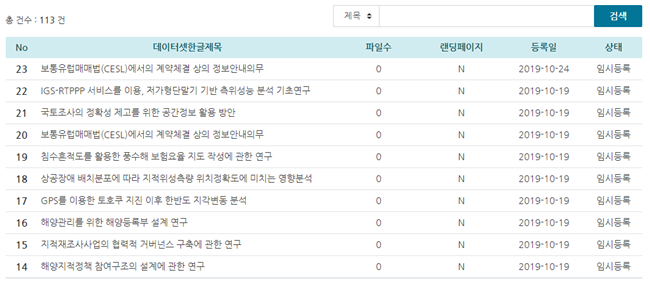 총 건수 : 113 건
제목 검색
No 데이터셋한글제목 파일수 랜딩페이지 등록일 상태
23 보통유럽매매법(CESL)에서의 계약체결 상의 정보안내의무 0 N 2019-10-24 임시등록
22 IGS-RTPPP 서비스를 이용, 저가형단말기 기반 측위성능 분석 기초연구 0 N 2019-10-19 임시등록
21 국토조사의 정확성 제고를 위한 공간정보 활용 방안 0 N 2019-10-19 임시등록
20 보통유럽매매법(CESL)에서의 계약체결 상의 정보안내의무 0 N 2019-10-19 임시등록
19 침수흔적도를 활용한 풍수해 보험요율 지도 작성에 관한 연구 0 N 2019-10-19 임시등록
18 상공장애 배치분포에 따라 지적위성측량 위치정확도에 미치는 영향분석 0 N 2019-10-19 임시등록
17 GPS를 이용한 토호쿠 지진 이후 한반도 지각변동 분석 0 N 2019-10-19 임시등록
16 해양관리를 위한 해양등록부 설계 연구 0 N 2019-10-19 임시등록
15 지적재조사사업의 협력적 거버넌스 구축에 관한 연구 0 N 2019-10-19 임시등록
14 해양지적정책 참여구조의 설계에 관한 연구 0 N 2019-10-19 임시등록